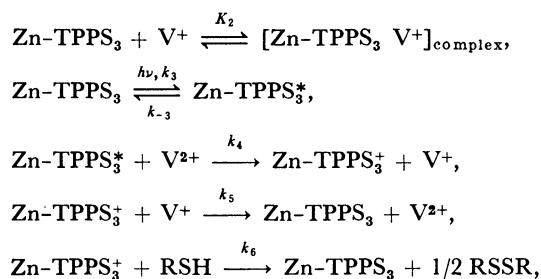 Zn-TPPS₃ + V⁺ ⇌ [Zn-TPPS₃ V⁺]complex, K₂
Zn-TPPS₃ ⇌ Zn-TPPS₃*, hν, k₃ k₋₃
Zn-TPPS₃* + V²⁺ —k₄→ Zn-TPPS₃⁺ + V⁺,
Zn-TPPS₃⁺ + V⁺ —k₅→ Zn-TPPS₃ + V²⁺,
Zn-TPPS₃⁺ + RSH —k₆→ Zn-TPPS₃ + 1/2 RSSR,